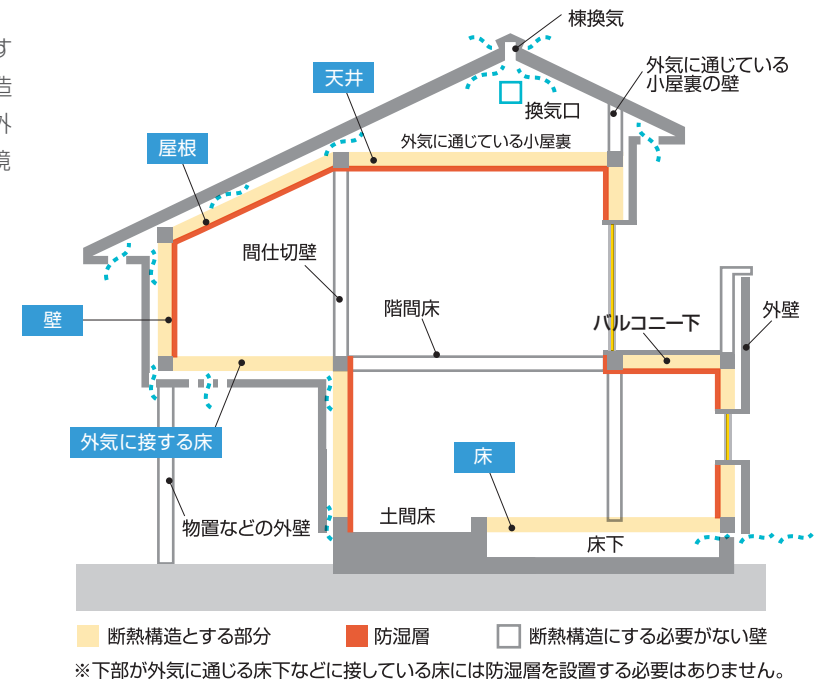 す
造
外
境
棟換気
外気に通じている
小屋裏の壁
天井
換気口
屋根
外気に通じている小屋裏
間仕切壁
階間床
壁
バルコニー下
外壁
外気に接する床
床
物置などの外壁
土間床
床下
断熱構造とする部分
防湿層
断熱構造にする必要がない壁
※下部が外気に通じる床下などに接している床には防湿層を設置する必要はありません。